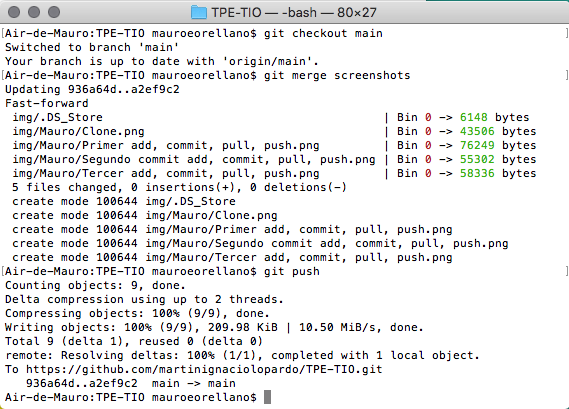 TPE-TIO — -bash — 80×27
[Air-de-Mauro:TPE-TIO mauroeorellano$ git checkout main ]
Switched to branch 'main'
Your branch is up to date with 'origin/main'.
[Air-de-Mauro:TPE-TIO mauroeorellano$ git merge screenshots ]
Updating 936a64d..a2ef9c2
Fast-forward
 img/.DS_Store                                      | Bin 0 -> 6148 bytes
 img/Mauro/Clone.png                                | Bin 0 -> 43506 bytes
 img/Mauro/Primer add, commit, pull, push.png       | Bin 0 -> 76249 bytes
 img/Mauro/Segundo commit add, commit, pull, push.png | Bin 0 -> 55302 bytes
 img/Mauro/Tercer add, commit, pull, push.png       | Bin 0 -> 58336 bytes
 5 files changed, 0 insertions(+), 0 deletions(-)
 create mode 100644 img/.DS_Store
 create mode 100644 img/Mauro/Clone.png
 create mode 100644 img/Mauro/Primer add, commit, pull, push.png
 create mode 100644 img/Mauro/Segundo commit add, commit, pull, push.png
 create mode 100644 img/Mauro/Tercer add, commit, pull, push.png
[Air-de-Mauro:TPE-TIO mauroeorellano$ git push ]
Counting objects: 9, done.
Delta compression using up to 2 threads.
Compressing objects: 100% (9/9), done.
Writing objects: 100% (9/9), 209.98 KiB | 10.50 MiB/s, done.
Total 9 (delta 1), reused 0 (delta 0)
remote: Resolving deltas: 100% (1/1), completed with 1 local object.
To https://github.com/martinignaciolopardo/TPE-TIO.git
   936a64d..a2ef9c2  main -> main
Air-de-Mauro:TPE-TIO mauroeorellano$